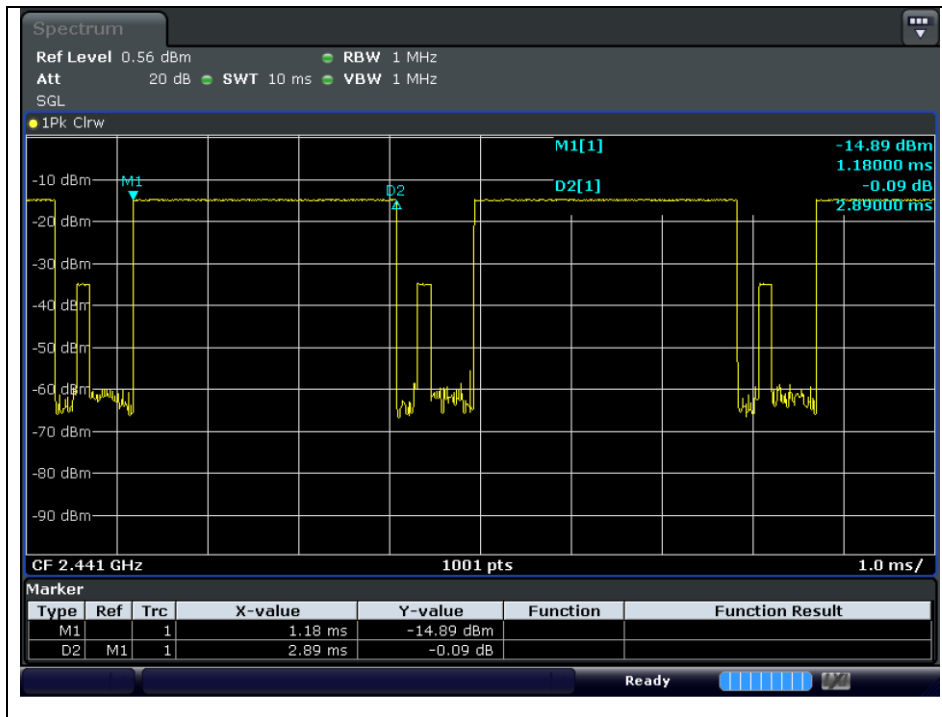 Spectrum
Ref Level 0.56 dBm RBW 1 MHz
Att 20 dB SWT 10 ms VBW 1 MHz
SGL
1Pk Clrw
M1[1] -14.89 dBm
1.18000 ms
-10 dBm M1 D2 D2[1] -0.09 dB
2.89000 ms
-20 dBm
-30 dBm
-40 dBm
-50 dBm
-60 dBm
-70 dBm
-80 dBm
-90 dBm
CF 2.441 GHz 1001 pts 1.0 ms/
Marker
Type Ref Trc X-value Y-value Function Function Result
M1 1 1.18 ms -14.89 dBm
D2 M1 1 2.89 ms -0.09 dB
Ready